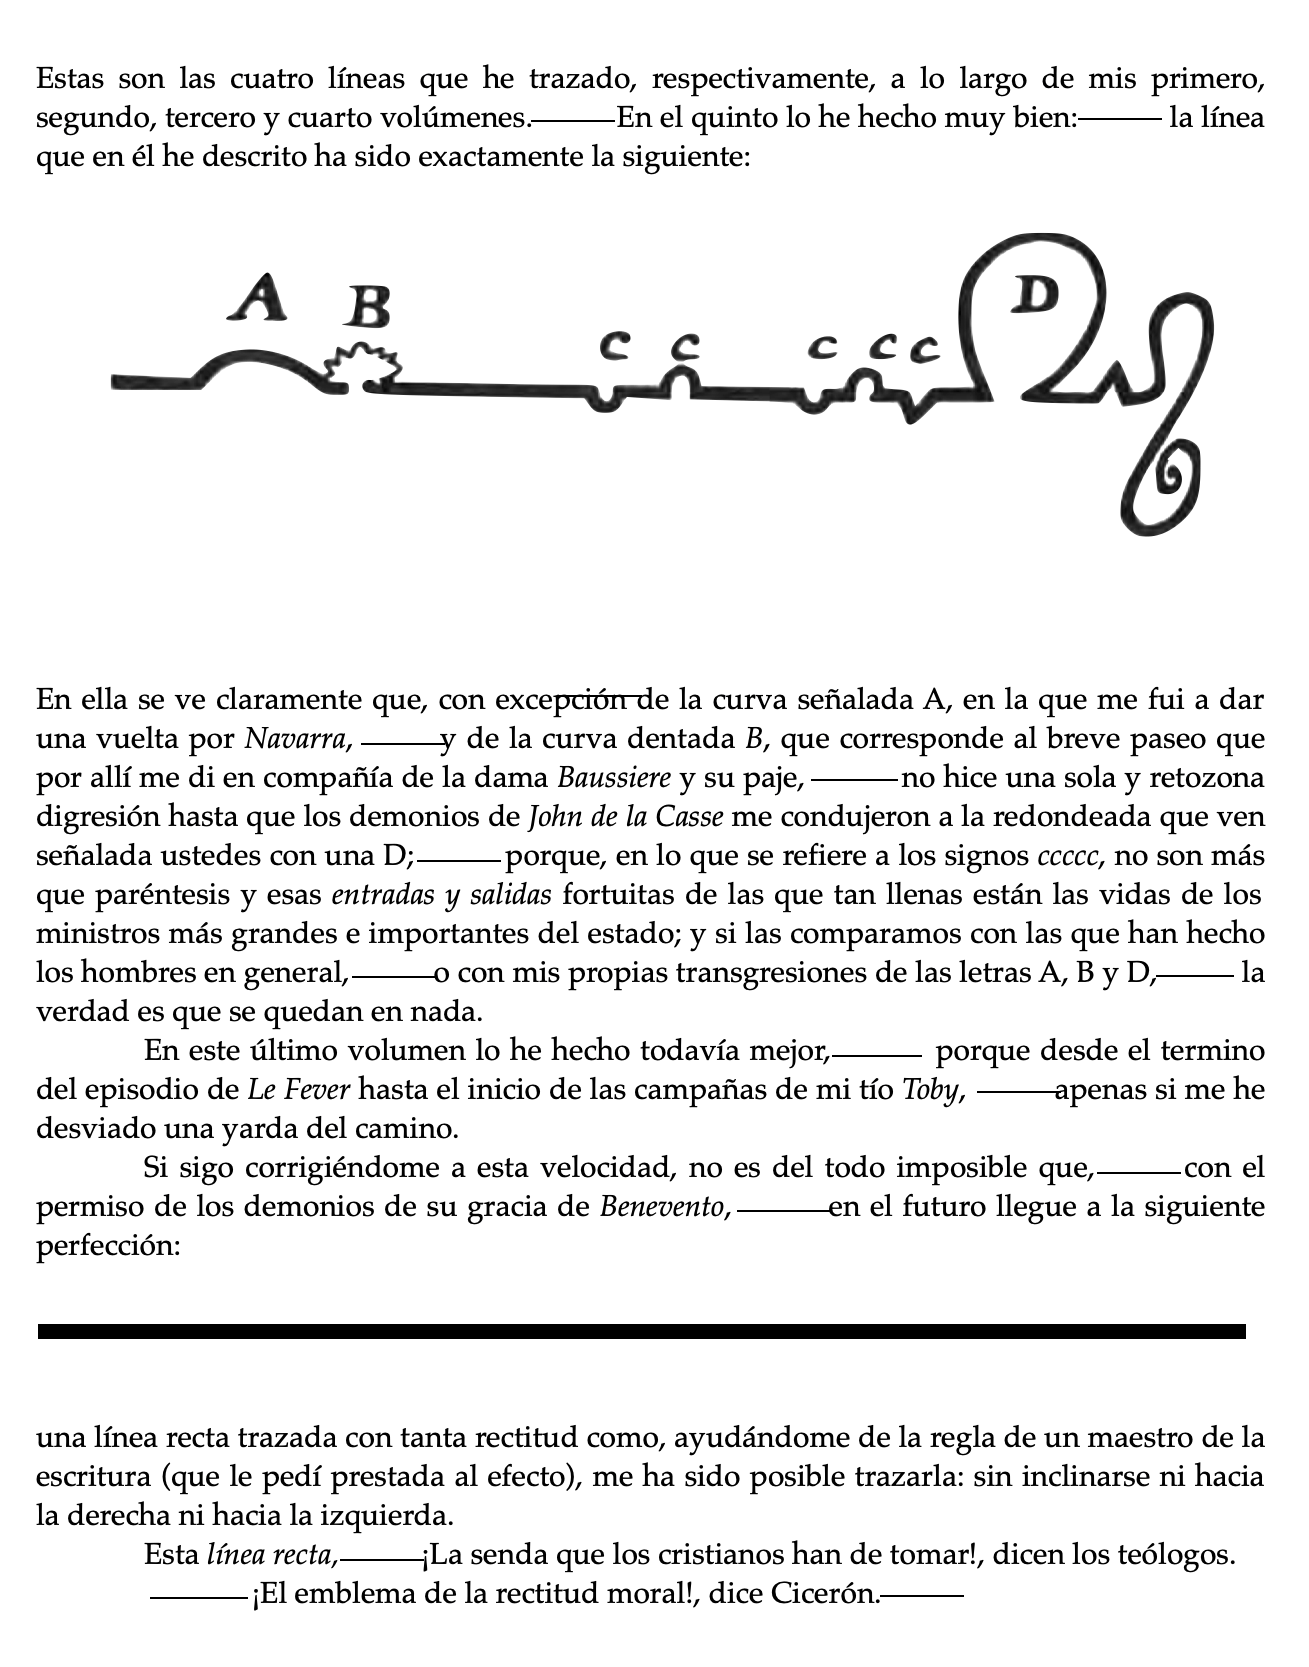 Estas son las cuatro líneas que he trazado, respectivamente, a lo largo de mis primero,
segundo, tercero y cuarto volúmenes.——En el quinto lo he hecho muy bien:—— la línea
que en él he descrito ha sido exactamente la siguiente:
A B c c c c c D
En ella se ve claramente que, con excepción de la curva señalada A, en la que me fui a dar
una vuelta por Navarra, ——y de la curva dentada B, que corresponde al breve paseo que
por allí me di en compañía de la dama Baussiere y su paje, ——no hice una sola y retozona
digresión hasta que los demonios de John de la Casse me condujeron a la redondeada que ven
señalada ustedes con una D;——porque, en lo que se refiere a los signos ccccc, no son más
que paréntesis y esas entradas y salidas fortuitas de las que tan llenas están las vidas de los
ministros más grandes e importantes del estado; y si las comparamos con las que han hecho
los hombres en general,——o con mis propias transgresiones de las letras A, B y D,—— la
verdad es que se quedan en nada.
En este último volumen lo he hecho todavía mejor,—— porque desde el termino
del episodio de Le Fever hasta el inicio de las campañas de mi tío Toby, ——apenas si me he
desviado una yarda del camino.
Si sigo corrigiéndome a esta velocidad, no es del todo imposible que,——con el
permiso de los demonios de su gracia de Benevento, ——en el futuro llegue a la siguiente
perfección:
una línea recta trazada con tanta rectitud como, ayudándome de la regla de un maestro de la
escritura (que le pedí prestada al efecto), me ha sido posible trazarla: sin inclinarse ni hacia
la derecha ni hacia la izquierda.
Esta línea recta,——¡La senda que los cristianos han de tomar!, dicen los teólogos.
——¡El emblema de la rectitud moral!, dice Cicerón.——